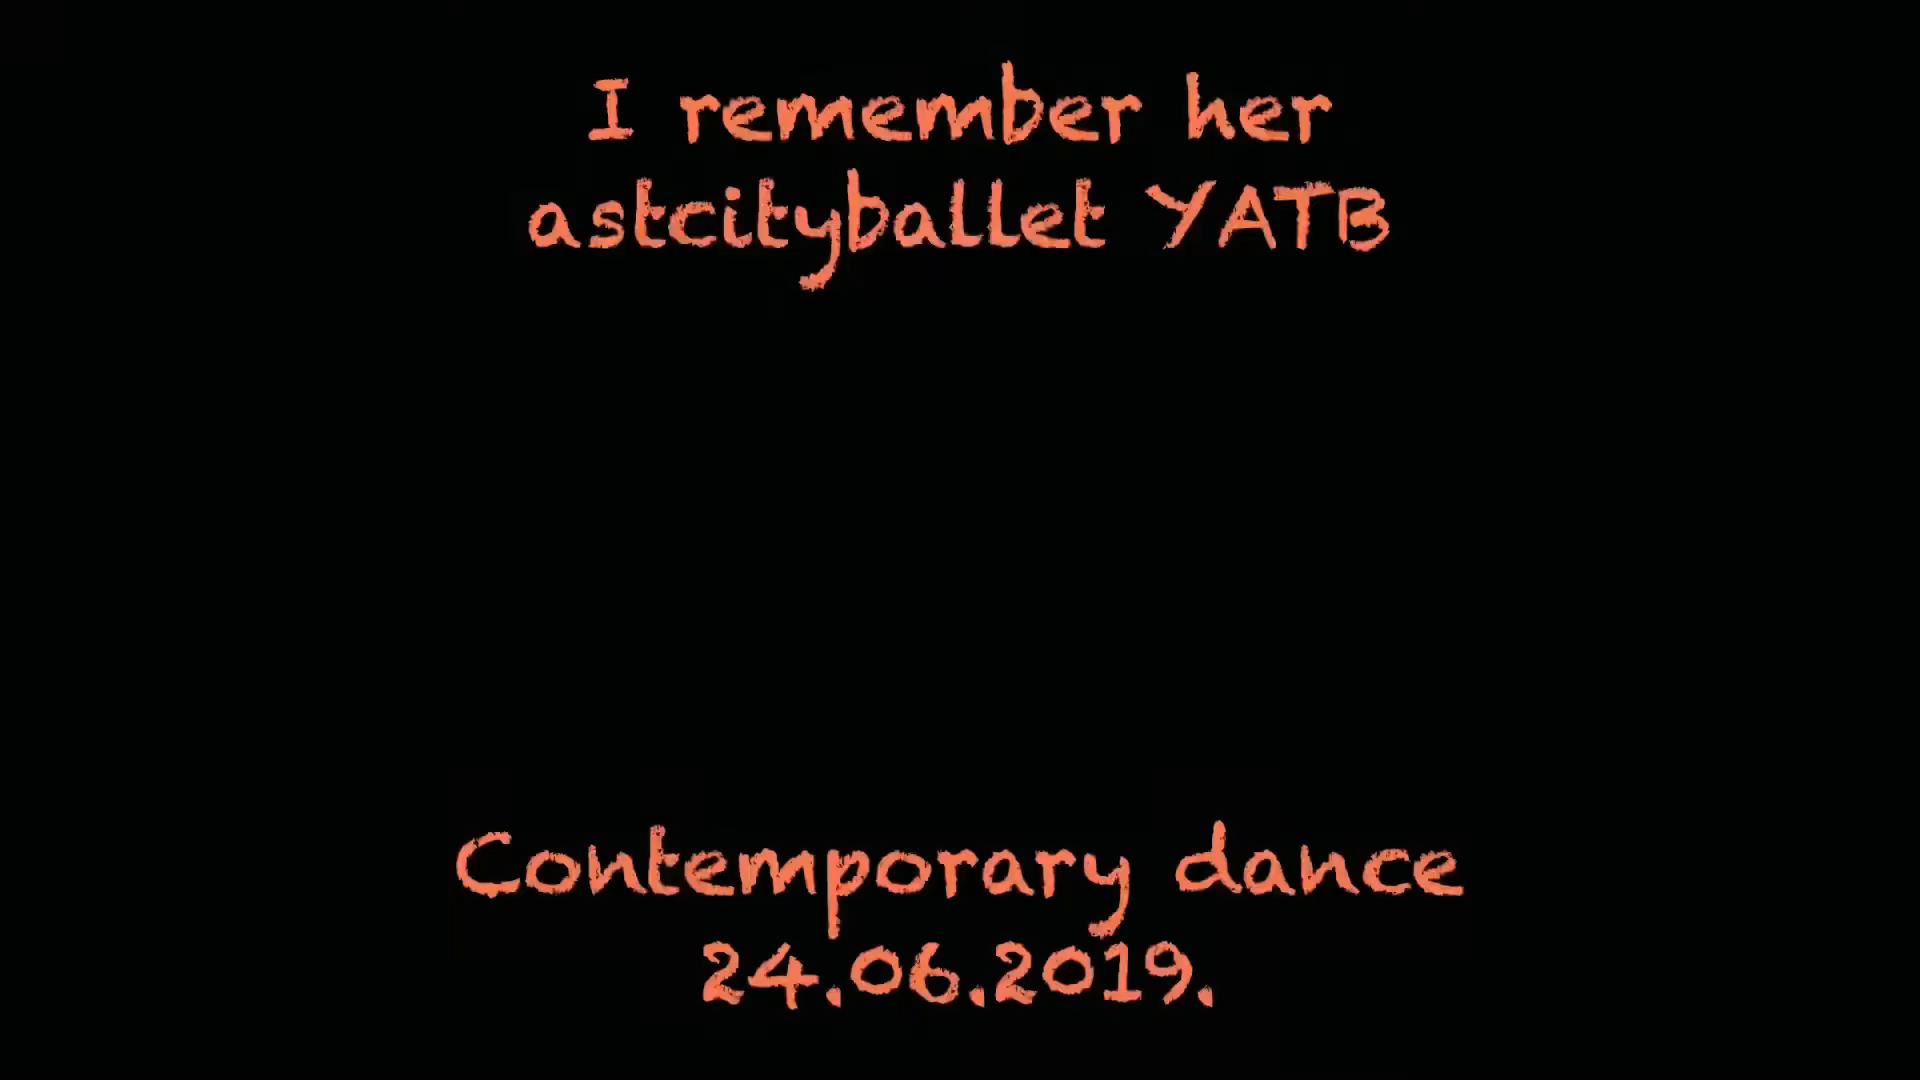 I remember her
astcityballet YATB
Contemporary dance
24.06.2019.